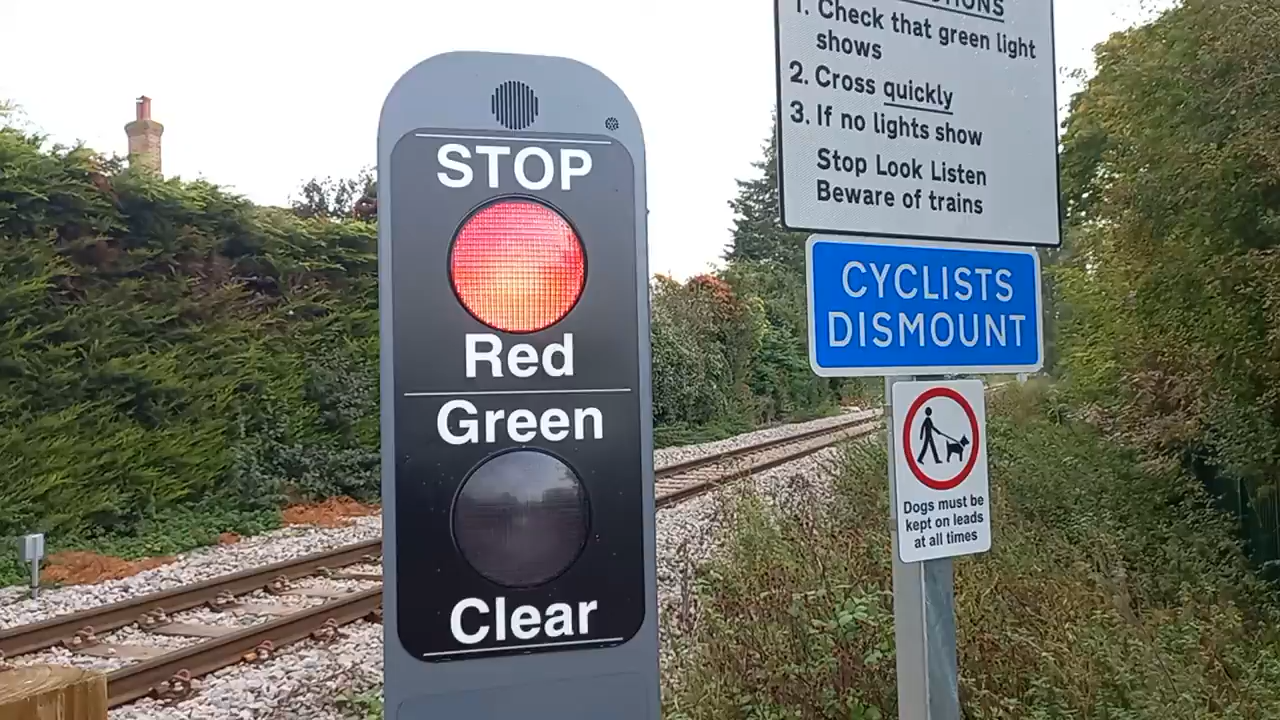 STOP
Red
Green
Clear
1. Check that green light
shows
2. Cross quickly
3. If no lights show
Stop Look Listen
Beware of trains
CYCLISTS
DISMOUNT
Dogs must be
kept on leads
at all times